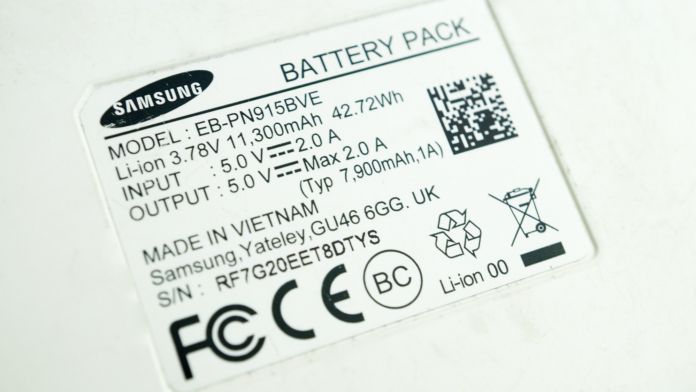 SAMSUNG
BATTERY PACK
MODEL : EB-PN915BVE
Li-ion 3.78V 11,300mAh 42.72Wh
INPUT : 5.0 V⎓2.0 A
OUTPUT : 5.0 V⎓Max 2.0 A
(Typ 7,900mAh,1A)
MADE IN VIETNAM
Samsung,Yateley,GU46 6GG. UK
S/N : RF7G20EET8DTYS
FC CE BC
Li-ion 00